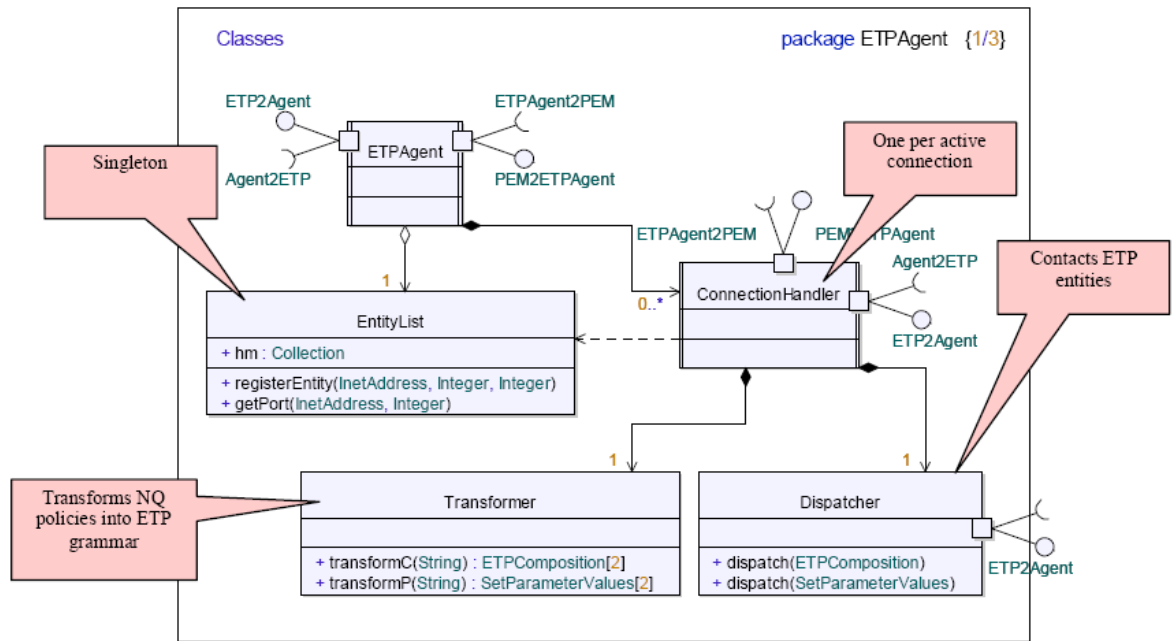 Classes
package ETPAgent {1/3}
ETP2Agent
ETPAgent2PEM
ETPAgent
Agent2ETP
PEM2ETPAgent
Singleton
One per active
connection
ETPAgent2PEM
Agent2ETP
ConnectionHandler
ETP2Agent
Contacts ETP
entities
1
0..*
EntityList
+ hm : Collection
+ registerEntity(InetAddress, Integer, Integer)
+ getPort(InetAddress, Integer)
1
1
Transforms NQ
policies into ETP
grammar
Transformer
+ transformC(String) : ETPComposition[2]
+ transformP(String) : SetParameterValues[2]
Dispatcher
+ dispatch(ETPComposition)
+ dispatch(SetParameterValues)
ETP2Agent